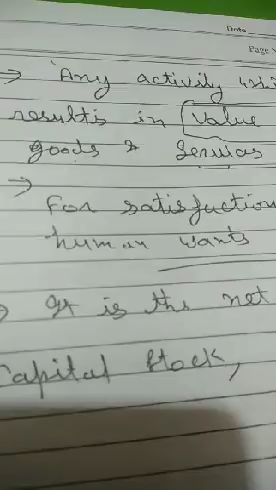 Date
Page
→ Any activity
results in Value
goods & Services
→
For satisfaction
human wants
It is the net
Capital Stock,